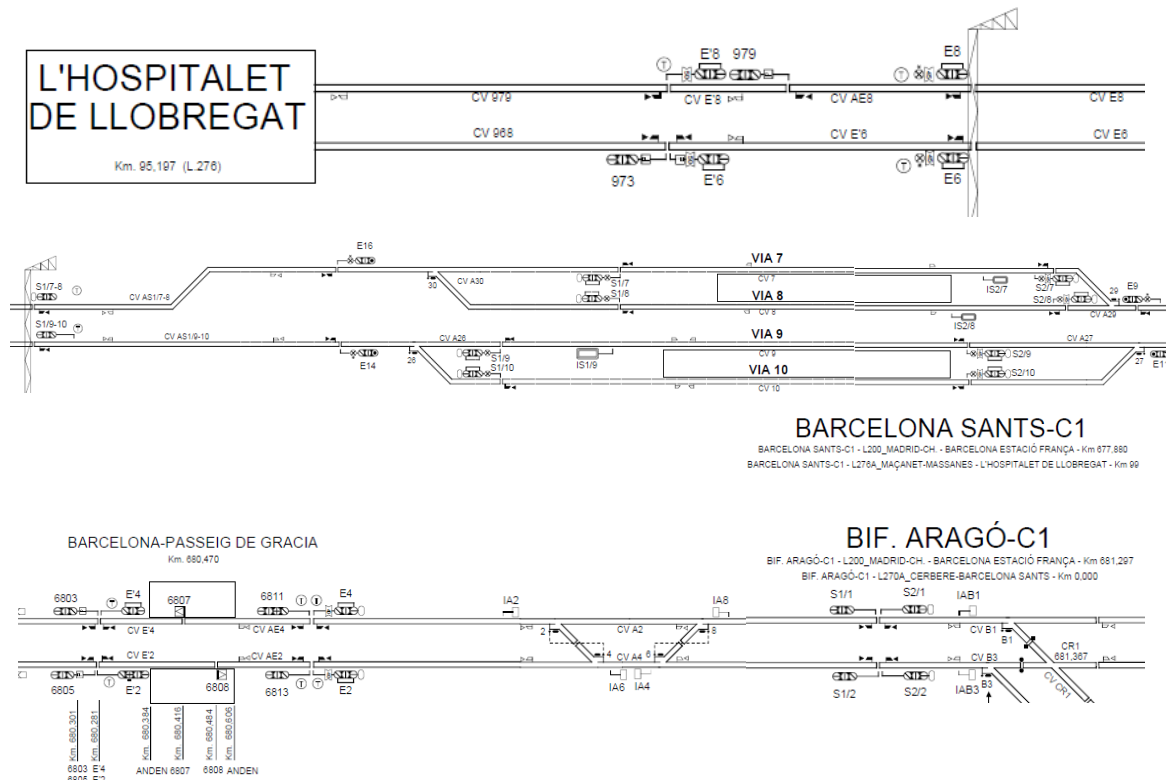 L'HOSPITALET
DE LLOBREGAT
Km. 95,197 (L.276)
E'8 979 E8
T T
CV 979 CV E'8 CV AE8 CV E8
CV 968 CV E'6 CV E6
973 E'6 T E6
E16 VIA 7
S1/7-8 T CV AS1/7-8 30 CV A30 S1/7 CV 7 IS2/7 S2/7 29 E9
S1/8 VIA 8 S2/8
CV 8 CV A29
S1/9-10 T IS2/8
CV AS1/9-10 CV A26 VIA 9 CV A27
E14 26 S1/9 IS1/9 CV 9 S2/9 27
S1/10 VIA 10 S2/10
CV 10
BARCELONA SANTS-C1
BARCELONA SANTS-C1 - L200_MADRID-CH. - BARCELONA ESTACIÓ FRANÇA - Km 677,880
BARCELONA SANTS-C1 - L276A_MAÇANET-MASSANES - L'HOSPITALET DE LLOBREGAT - Km 99
BARCELONA-PASSEIG DE GRACIA
Km. 680,470
BIF. ARAGÓ-C1
BIF. ARAGÓ-C1 - L200_MADRID-CH. - BARCELONA ESTACIÓ FRANÇA - Km 681,297
BIF. ARAGÓ-C1 - L270A_CERBERE-BARCELONA SANTS - Km 0,000
6803 T E'4 6807 6811 E4 IA2 IA8 S1/1 S2/1 IAB1
CV E'4 CV AE4 2 CV A2 8 CV B1 B1
CR1
681,367
CV E'2 CV AE2 4 CV A4 6 CV B3 CV CR1
6805 T E'2 6808 6813 T T E2 IA6 IA4 S1/2 S2/2 IAB3 B3
Km. 680,301
Km. 680,281
Km. 680,384
Km. 680,416
Km. 680,484
Km. 680,606
6803 E'4 ANDEN 6807 6808 ANDEN
6805 E'2